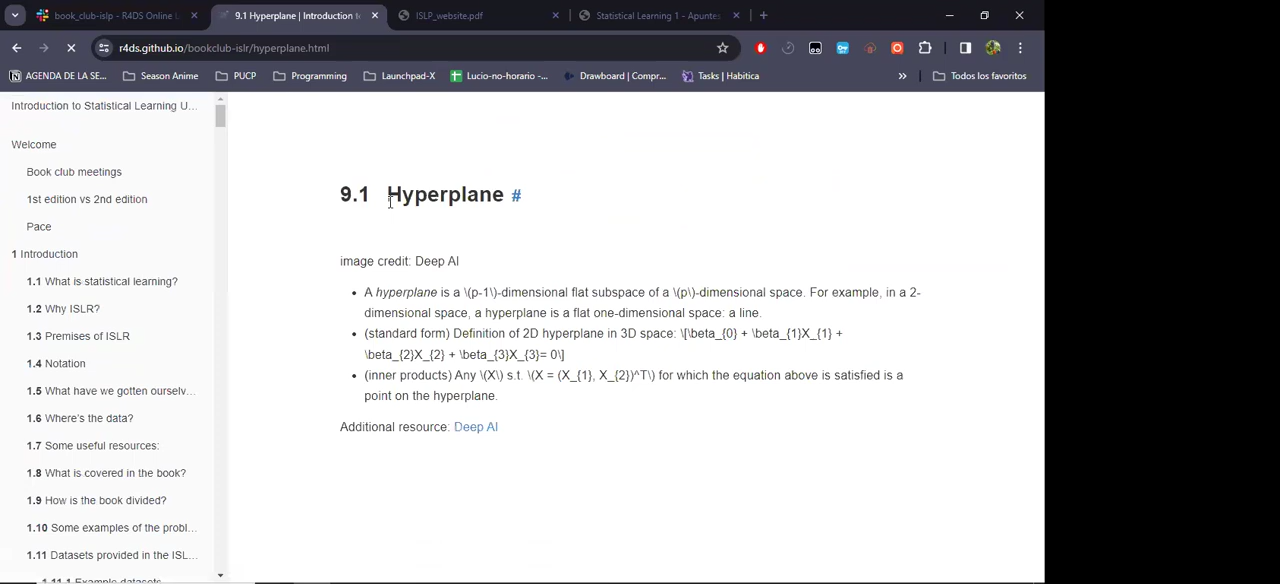 book_club-islp - R4DS Online L
9.1 Hyperplane | Introduction to
ISLP_website.pdf
Statistical Learning 1 - Apuntes
r4ds.github.io/bookclub-islr/hyperplane.html
AGENDA DE LA SE... Season Anime PUCP Programming Launchpad-X Lucio-no-horario -... Drawboard | Compr... Tasks | Habitica » Todos los favoritos
Introduction to Statistical Learning U...
Welcome
Book club meetings
1st edition vs 2nd edition
Pace
1 Introduction
1.1 What is statistical learning?
1.2 Why ISLR?
1.3 Premises of ISLR
1.4 Notation
1.5 What have we gotten ourselv...
1.6 Where's the data?
1.7 Some useful resources:
1.8 What is covered in the book?
1.9 How is the book divided?
1.10 Some examples of the probl...
1.11 Datasets provided in the ISL...
1.11.1 Example datasets
9.1 Hyperplane #
image credit: Deep AI
• A hyperplane is a \(p-1\)-dimensional flat subspace of a \(p\)-dimensional space. For example, in a 2-
dimensional space, a hyperplane is a flat one-dimensional space: a line.
• (standard form) Definition of 2D hyperplane in 3D space: \[\beta_{0} + \beta_{1}X_{1} +
\beta_{2}X_{2} + \beta_{3}X_{3}= 0\]
• (inner products) Any \(X\) s.t. \(X = (X_{1}, X_{2})^T\) for which the equation above is satisfied is a
point on the hyperplane.
Additional resource: Deep AI